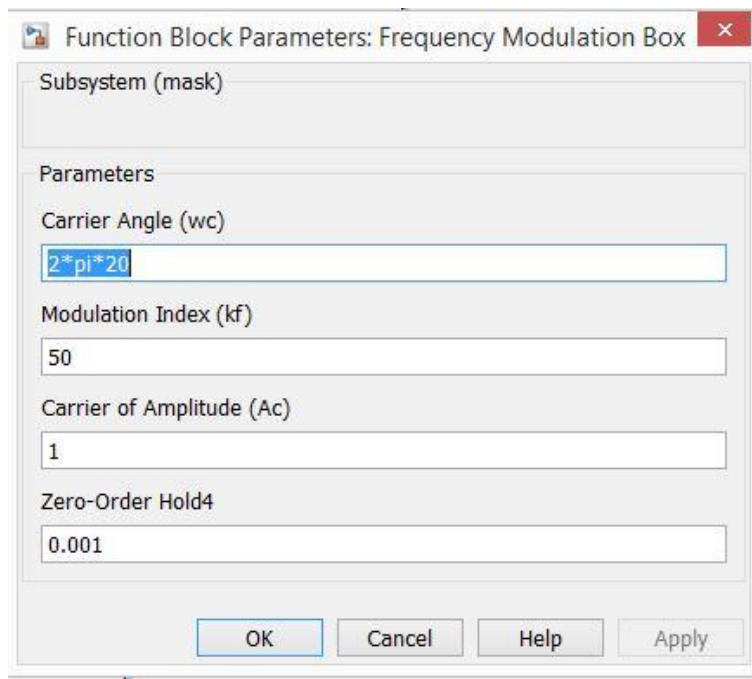 Function Block Parameters: Frequency Modulation Box
Subsystem (mask)
Parameters
Carrier Angle (wc)
2*pi*20
Modulation Index (kf)
50
Carrier of Amplitude (Ac)
1
Zero-Order Hold4
0.001
OK Cancel Help Apply